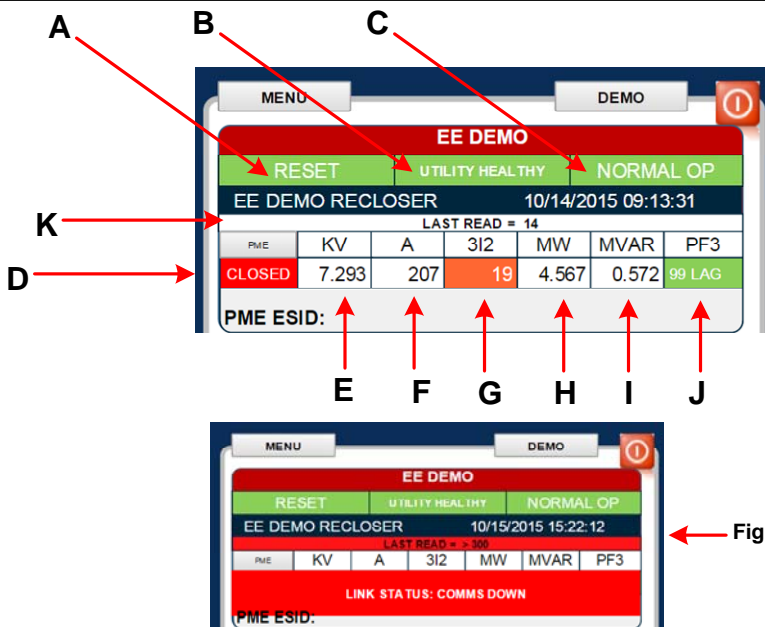 A B C
MENU DEMO
EE DEMO
RESET UTILITY HEALTHY NORMAL OP
EE DEMO RECLOSER 10/14/2015 09:13:31
K
LAST READ = 14
PME KV A 3I2 MW MVAR PF3
D
CLOSED 7.293 207 19 4.567 0.572 99 LAG
PME ESID:
E F G H I J
MENU DEMO
EE DEMO
RESET UTILITY HEALTHY NORMAL OP
EE DEMO RECLOSER 10/15/2015 15:22:12
Fig
LAST READ = > 300
PME KV A 3I2 MW MVAR PF3
LINK STATUS: COMMS DOWN
PME ESID: